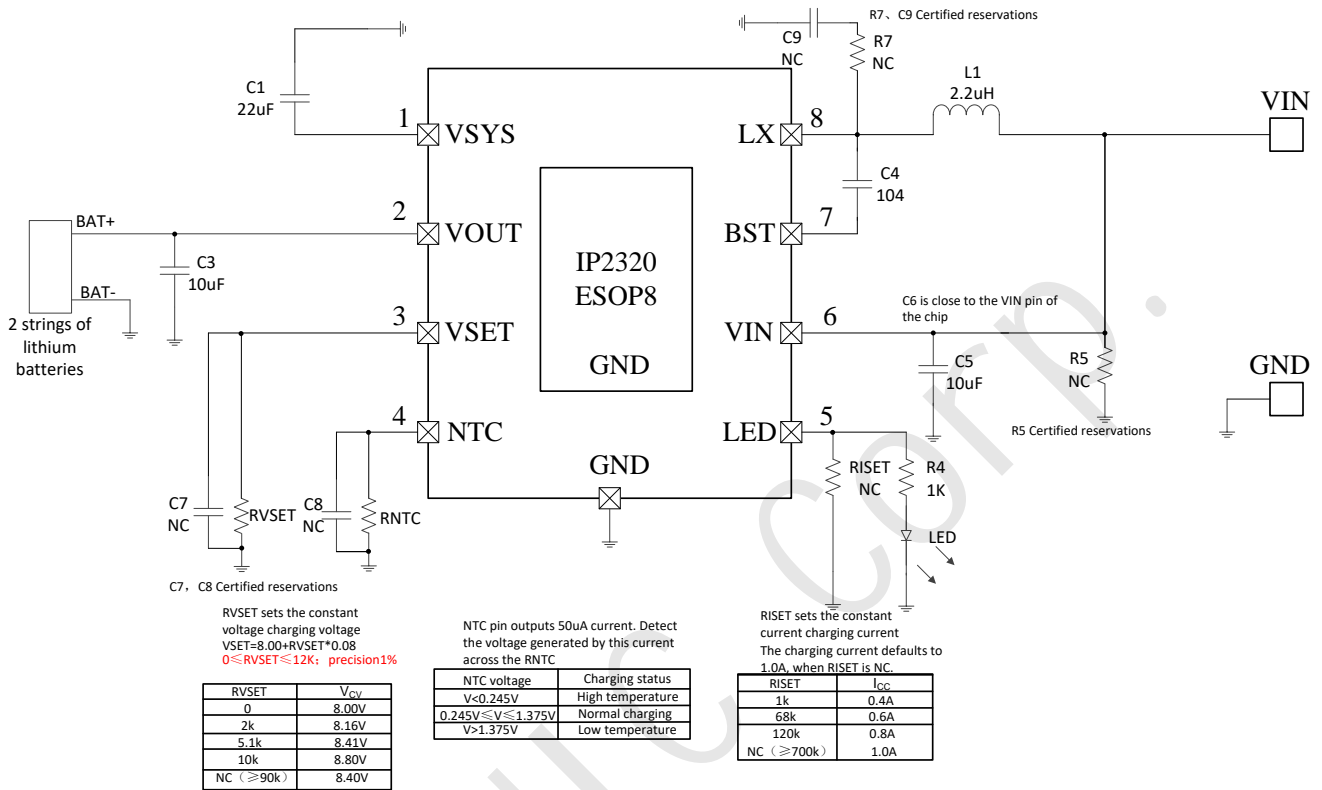 R7、C9 Certified reservations
C9
NC
R7
NC
C1
22uF
L1
2.2uH
VIN
1
VSYS
LX
8
C4
104
BAT+
2
VOUT
BST
7
C3
10uF
IP2320
ESOP8
BAT-
2 strings of
lithium
batteries
C6 is close to the VIN pin of
the chip
3
VSET
VIN
6
GND
C5
10uF
R5
NC
GND
R5 Certified reservations
4
NTC
LED
5
GND
RISET
NC
R4
1K
C7
NC
RVSET
C8
NC
RNTC
LED
C7，C8 Certified reservations
RVSET sets the constant
voltage charging voltage
VSET=8.00+RVSET*0.08
0≤RVSET≤12K; precision1%
RVSET VCV
0 8.00V
2k 8.16V
5.1k 8.41V
10k 8.80V
NC（≥90k） 8.40V
NTC pin outputs 50uA current. Detect
the voltage generated by this current
across the RNTC
NTC voltage Charging status
V<0.245V High temperature
0.245V≤V≤1.375V Normal charging
V>1.375V Low temperature
RISET sets the constant
current charging current
The charging current defaults to
1.0A, when RISET is NC.
RISET ICC
1k 0.4A
68k 0.6A
120k 0.8A
NC（≥700k） 1.0A
Corp.